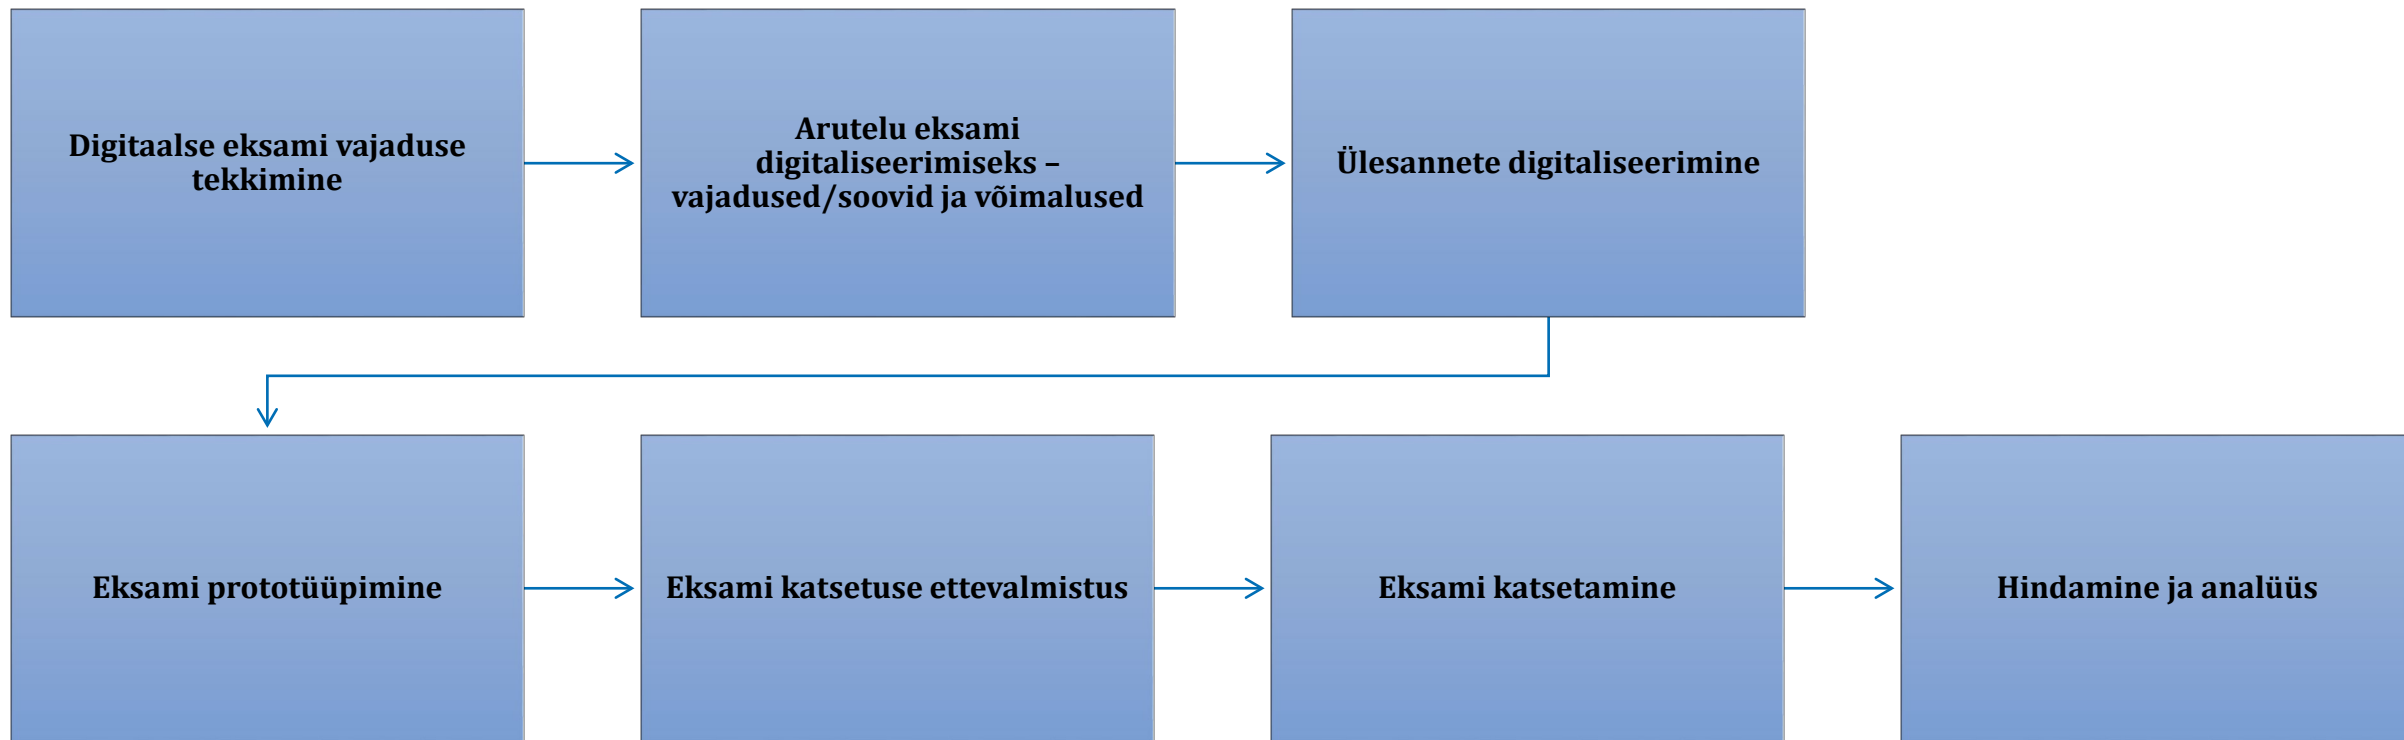 Digitaalse eksami vajaduse
tekkimine
Arutelu eksami
digitaliseerimiseks –
vajadused/soovid ja võimalused
Ülesannete digitaliseerimine
Eksami prototüüpimine
Eksami katsetuse ettevalmistus
Eksami katsetamine
Hindamine ja analüüs